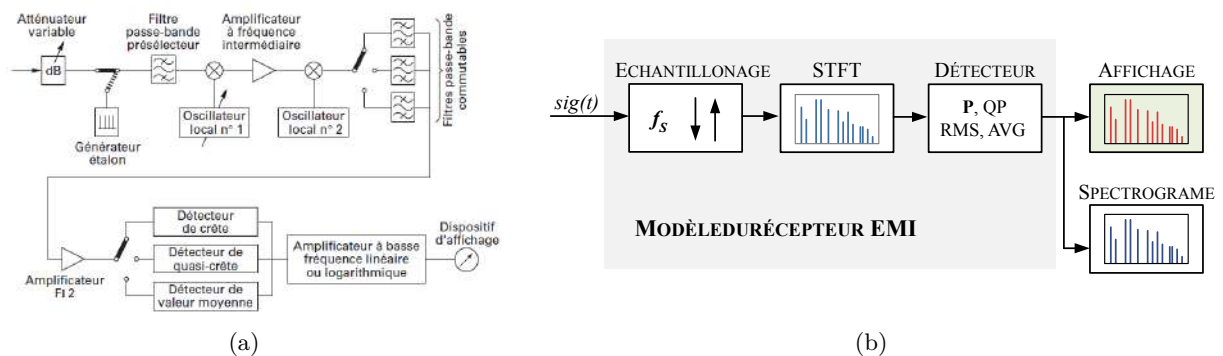 Atténuateur
variable
dB
Filtre
passe-bande
présélecteur
Amplificateur
à fréquence
intermédiaire
Oscillateur
local n° 1
Oscillateur
local n° 2
Filtres passe-bande
commutables
Générateur
étalon
Amplificateur
FI 2
Détecteur
de crête
Détecteur de
quasi-crête
Détecteur de
valeur moyenne
Amplificateur à basse
fréquence linéaire
ou logarithmique
Dispositif
d'affichage
(a)
sig(t)
ECHANTILLONAGE
fS
STFT
DÉTECTEUR
P, QP
RMS, AVG
AFFICHAGE
SPECTROGRAME
MODÈLEDURÉCEPTEUR EMI
(b)